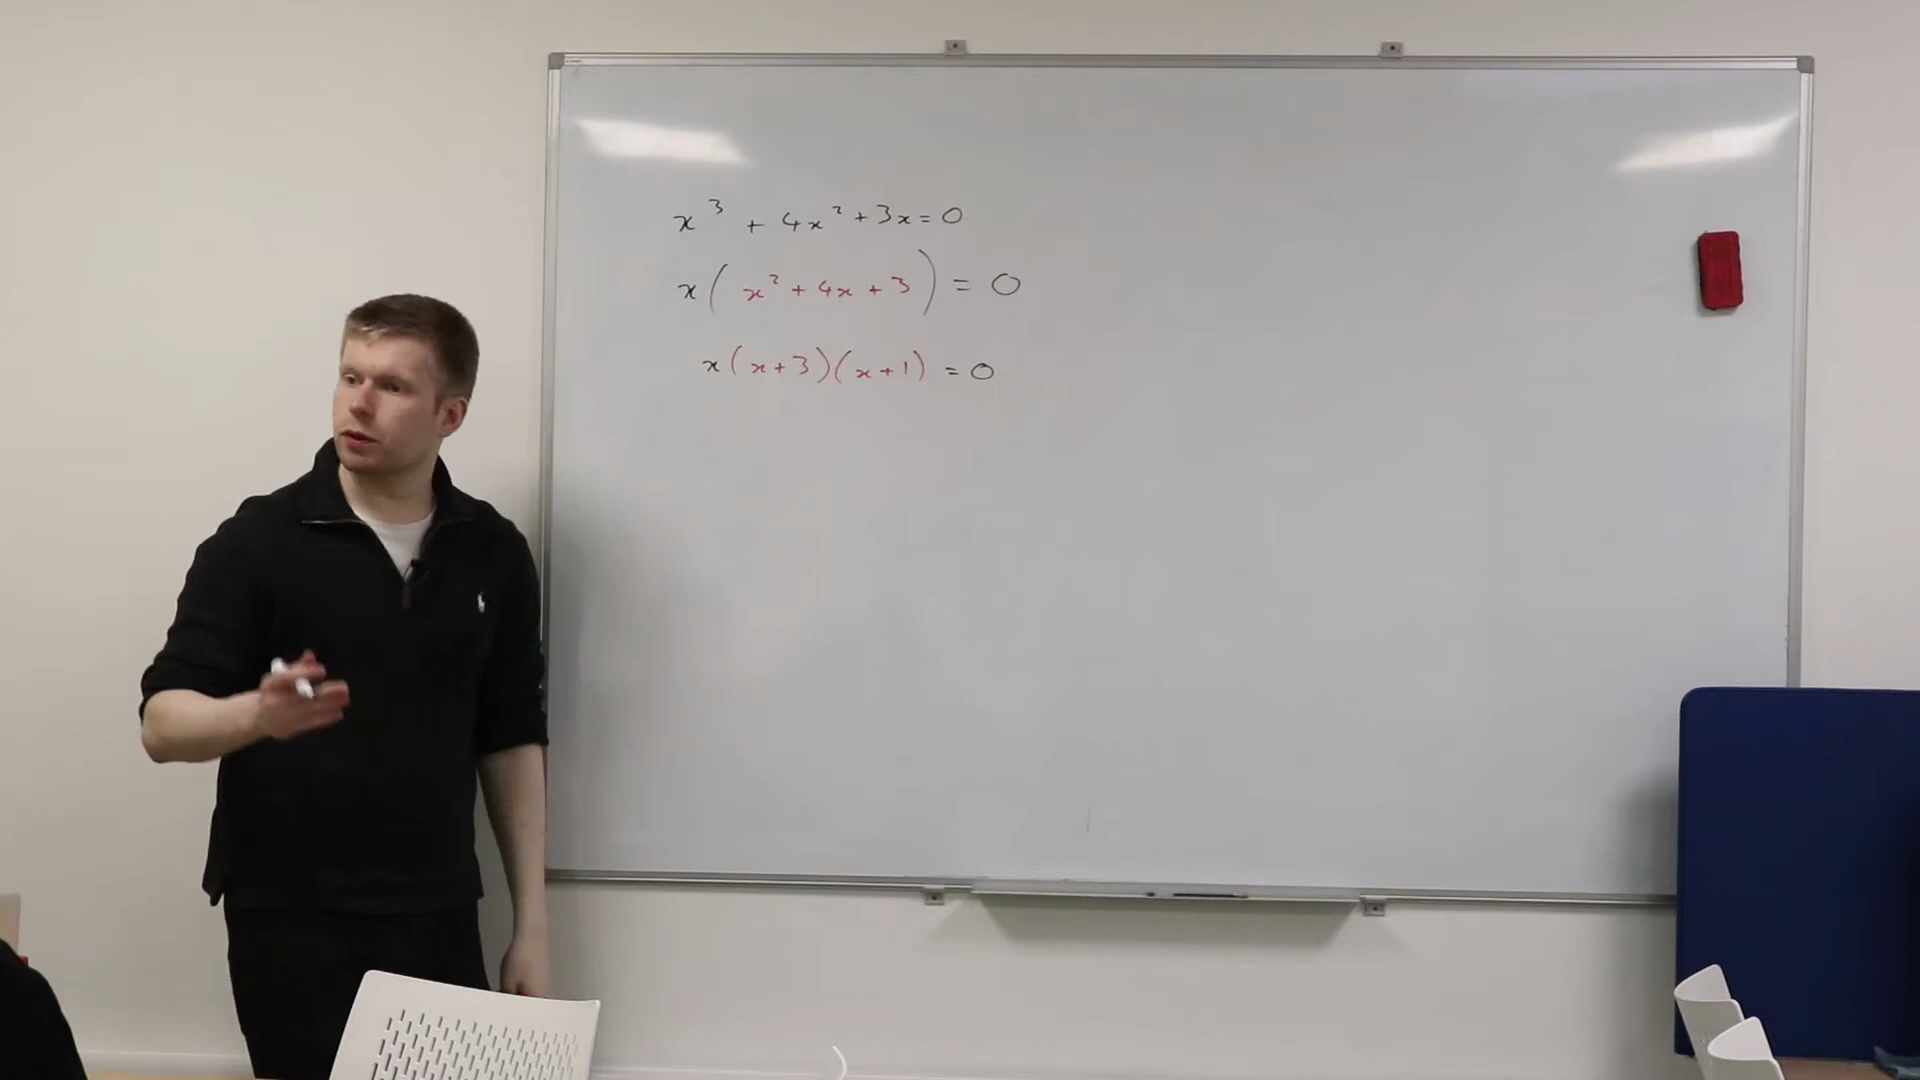 x³ + 4x² + 3x = 0
x( x² + 4x + 3 ) = 0
x(x+3)(x+1) = 0